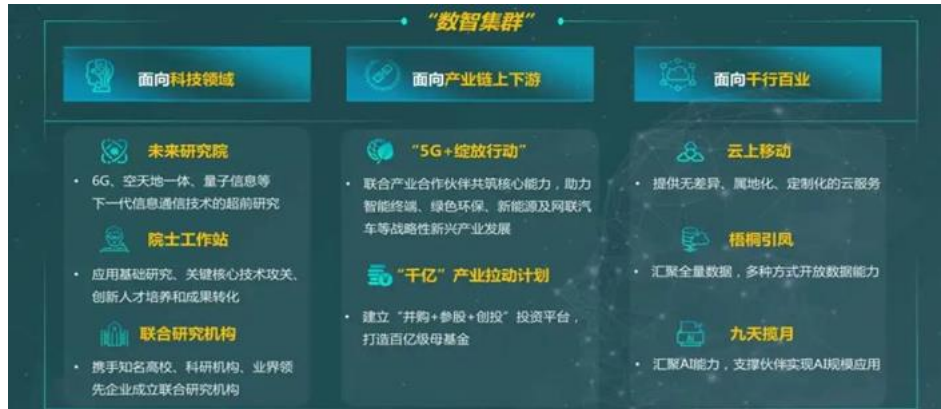 “数智集群”
面向科技领域
未来研究院
• 6G、空天地一体、量子信息等
下一代信息通信技术的超前研究
院士工作站
• 应用基础研究、关键核心技术攻关、
创新人才培养和成果转化
联合研究机构
• 携手知名高校、科研机构、业界领
先企业成立联合研究机构
面向产业链上下游
“5G+绽放行动”
• 联合产业合作伙伴共筑核心能力，助力
智能终端、绿色环保、新能源及网联汽
车等战略性新兴产业发展
“千亿”产业拉动计划
• 建立“并购+参股+创投”投资平台，
打造百亿级母基金
面向千行百业
云上移动
• 提供无差异、属地化、定制化的云服务
梧桐引凤
• 汇聚全量数据，多种方式开放数据能力
九天揽月
• 汇聚AI能力，支撑伙伴实现AI规模应用